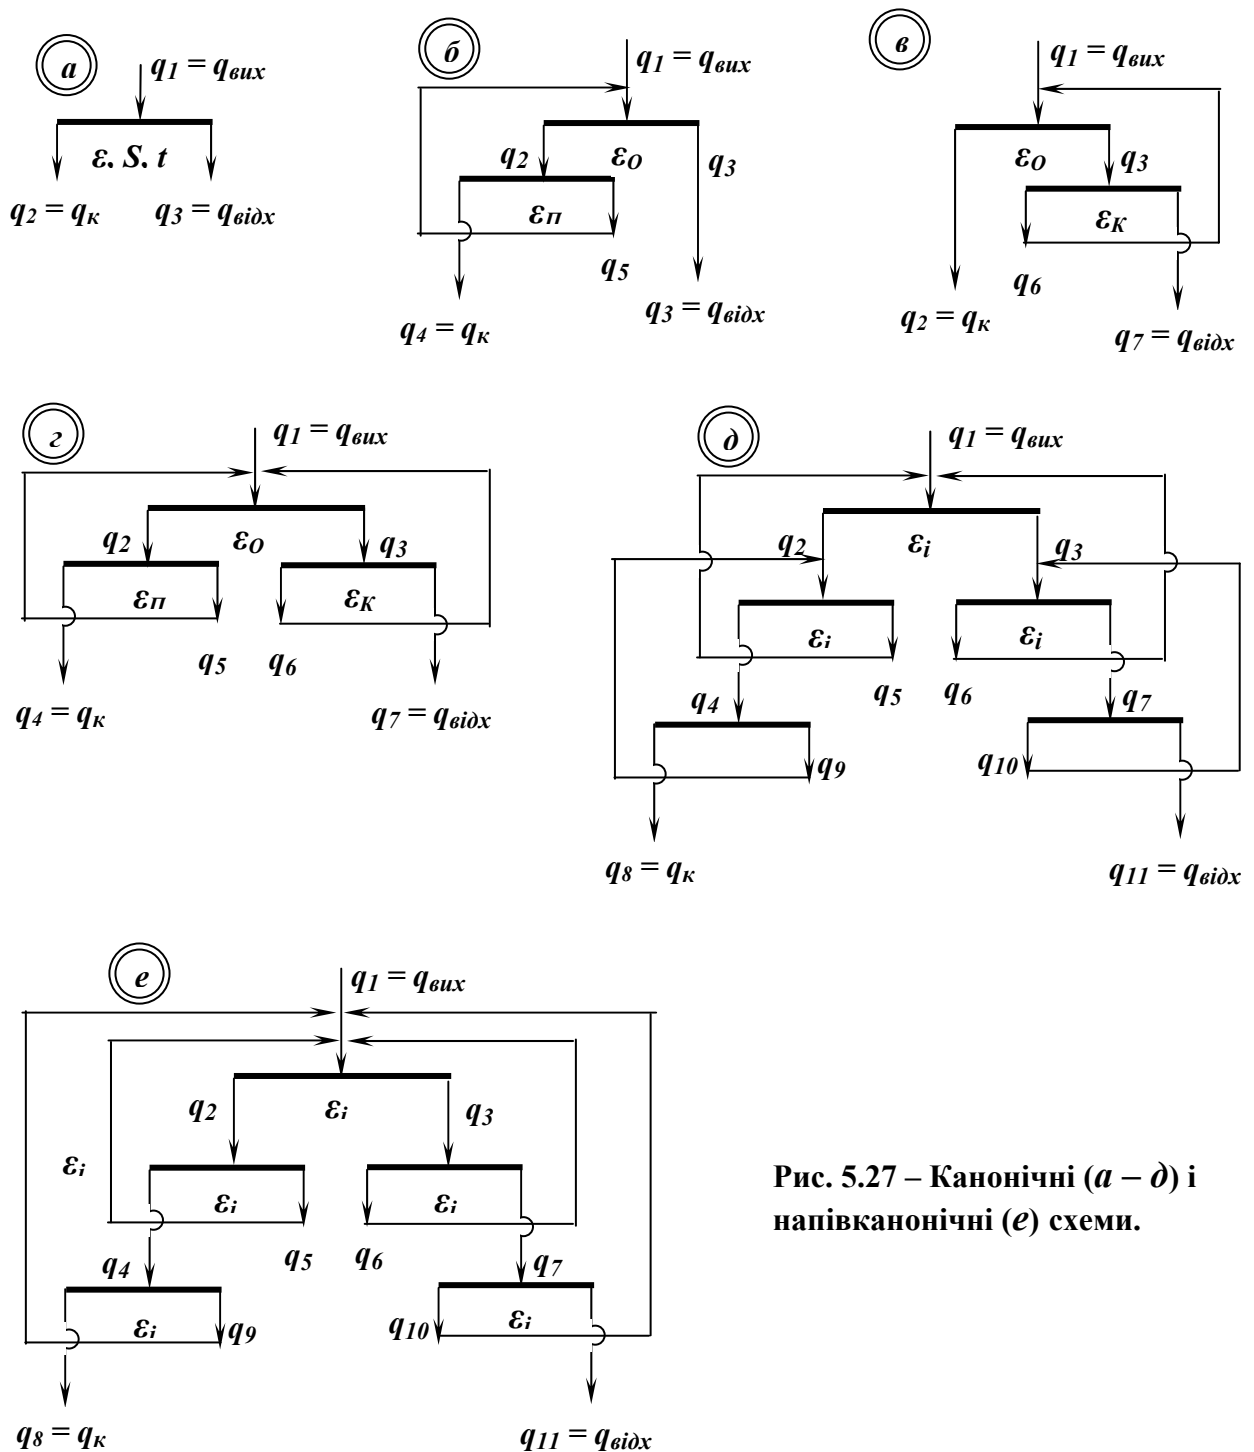 а
q1 = qвих
ε, S, t
q2 = qк
q3 = qвідх
б
q1 = qвих
q2
εО
q3
εП
q5
q4 = qк
q3 = qвідх
в
q1 = qвих
εО
q3
εК
q6
q2 = qк
q7 = qвідх
г
q1 = qвих
q2
εО
q3
εП
εК
q5
q6
q4 = qк
q7 = qвідх
д
q1 = qвих
q2
εi
q3
εi
εi
q4
q5
q6
q7
q9
q10
q8 = qк
q11 = qвідх
е
q1 = qвих
q2
εi
q3
εi
εi
εi
q4
q5
q6
q7
εi
q9
q10
εi
q8 = qк
q11 = qвідх
Рис. 5.27 – Канонічні (а – д) і
напівканонічні (е) схеми.